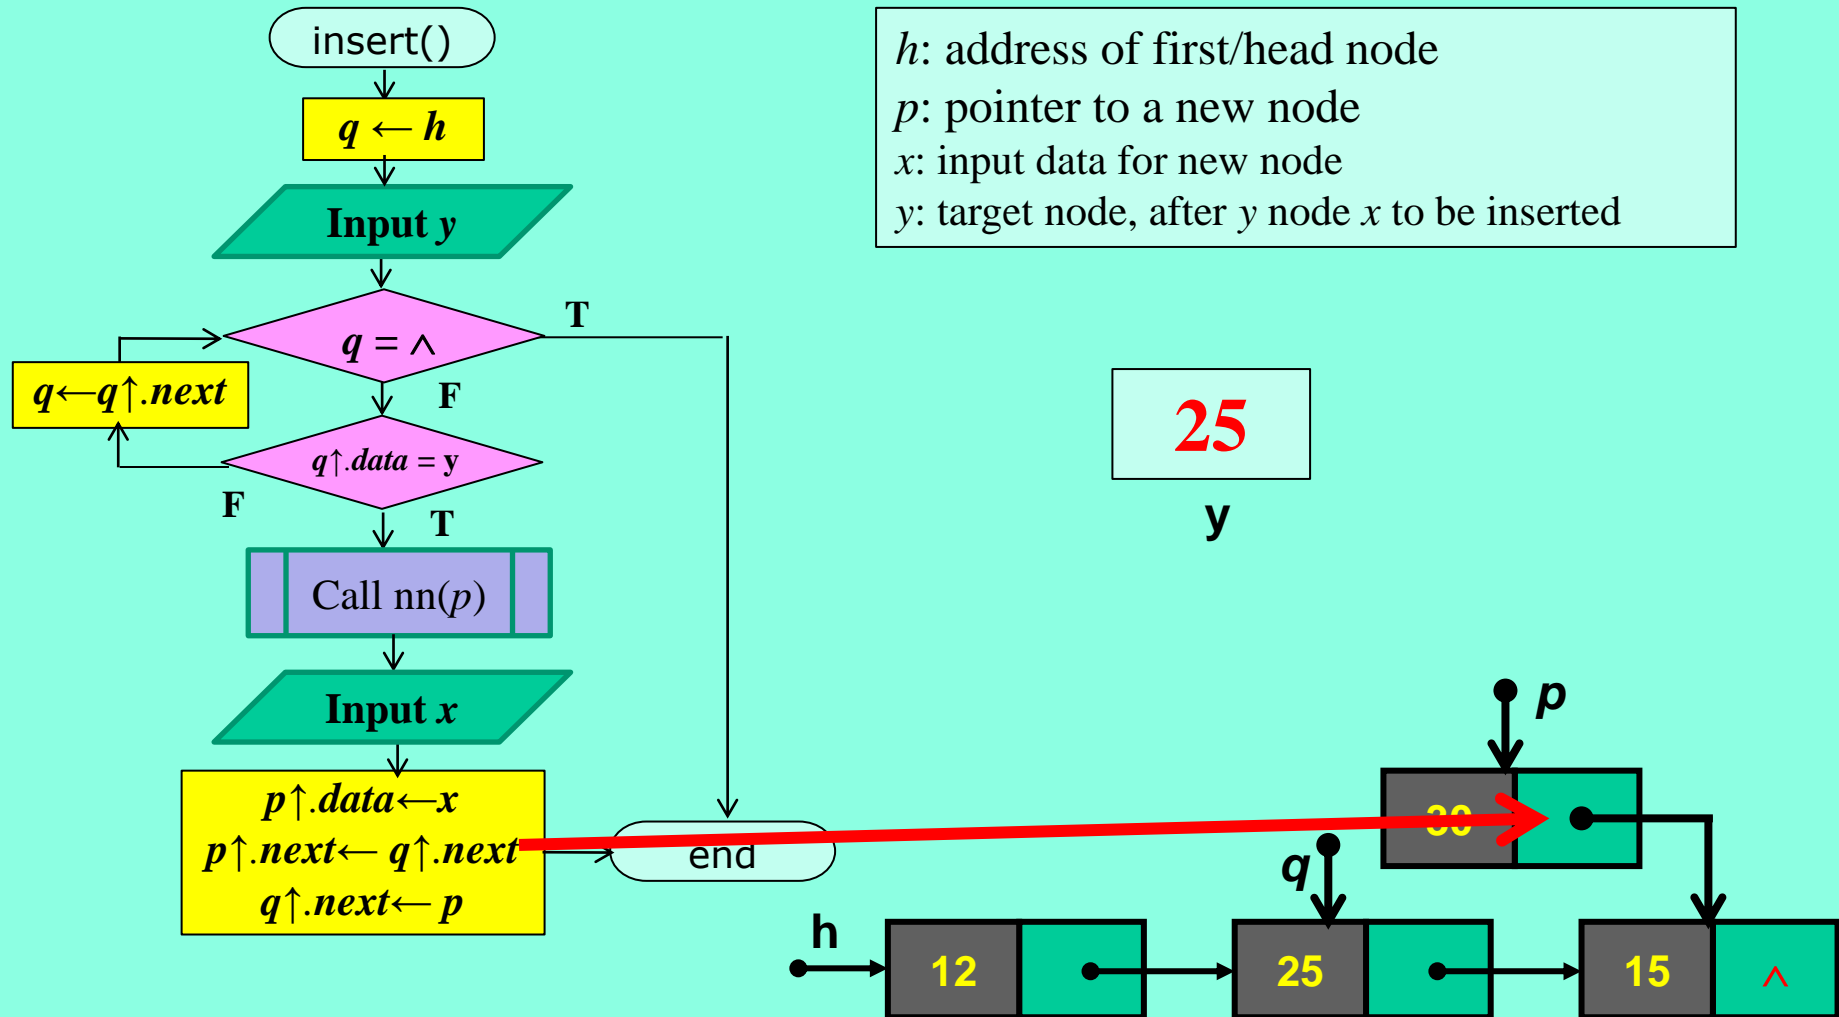 insert()
q ← h
Input y
q = ∧
T
F
q←q↑.next
q↑.data = y
F
T
Call nn(p)
Input x
p↑.data←x
p↑.next← q↑.next
q↑.next← p
end
h: address of first/head node
p: pointer to a new node
x: input data for new node
y: target node, after y node x to be inserted
25
y
p
30
q
h
12
25
15
∧